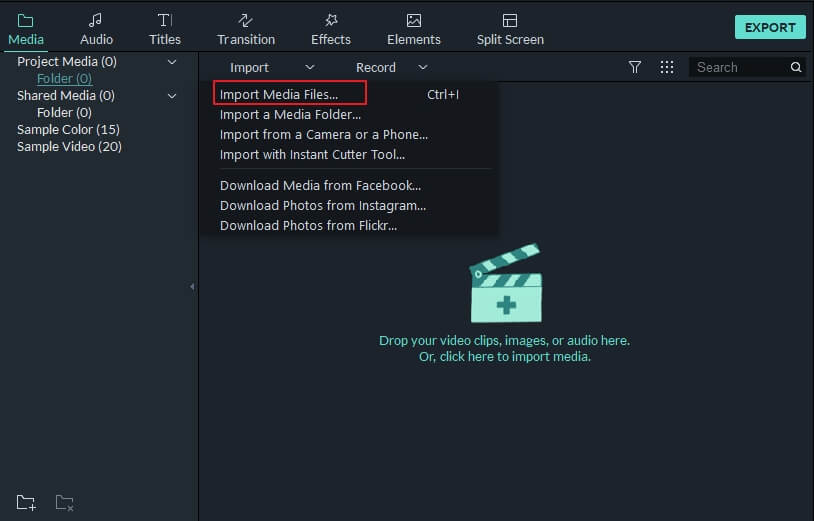 Media Audio Titles Transition Effects Elements Split Screen EXPORT
Project Media (0)
Folder (0)
Shared Media (0)
Folder (0)
Sample Color (15)
Sample Video (20)
Import Record Search
Import Media Files... Ctrl+I
Import a Media Folder...
Import from a Camera or a Phone...
Import with Instant Cutter Tool...
Download Media from Facebook...
Download Photos from Instagram...
Download Photos from Flickr...
Drop your video clips, images, or audio here.
Or, click here to import media.